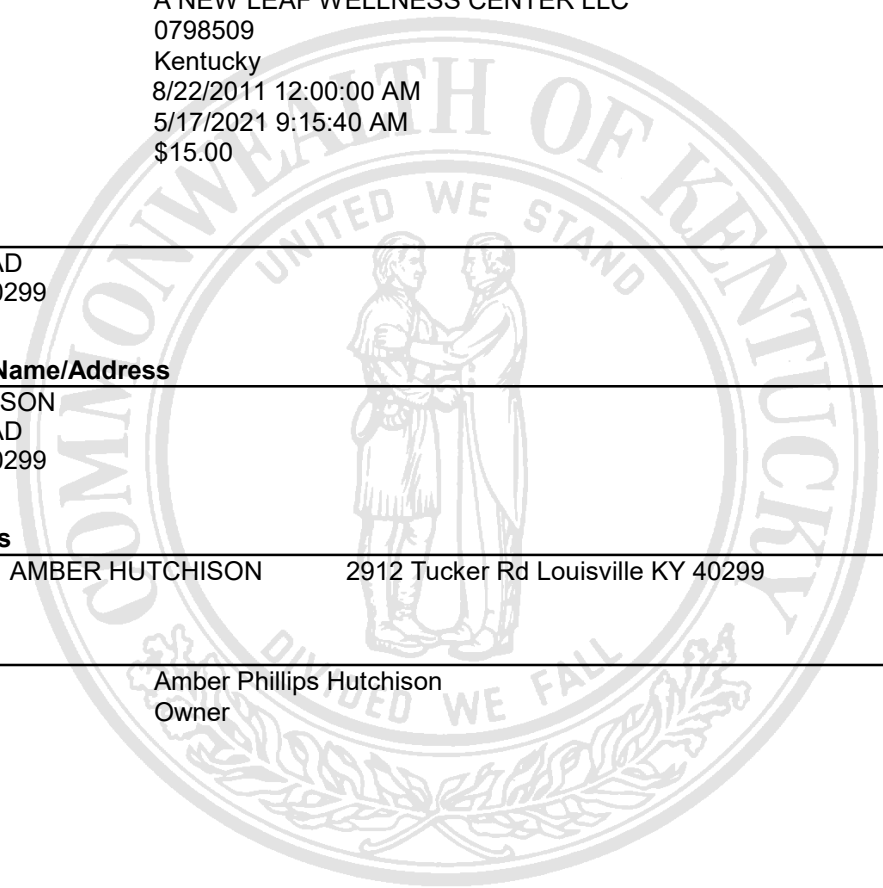 A NEW LEAF WELLNESS CENTER LLC
0798509
Kentucky
8/22/2011 12:00:00 AM
5/17/2021 9:15:40 AM
$15.00
COMMONWEALTH OF KENTUCKY
UNITED WE STAND
AD
0299
Name/Address
SON
AD
0299
s
AMBER HUTCHISON 2912 Tucker Rd Louisville KY 40299
DIVIDED WE FALL
Amber Phillips Hutchison
Owner